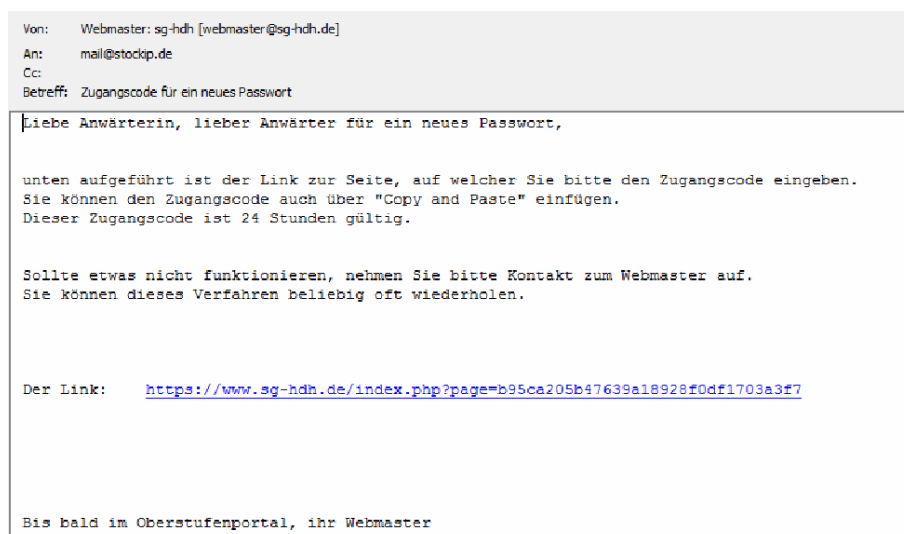 Von: Webmaster: sg-hdh [webmaster@sg-hdh.de]
An: mail@stockip.de
Cc:
Betreff: Zugangscode für ein neues Passwort
Liebe Anwärterin, lieber Anwärter für ein neues Passwort,
unten aufgeführt ist der Link zur Seite, auf welcher Sie bitte den Zugangscode eingeben.
Sie können den Zugangscode auch über "Copy and Paste" einfügen.
Dieser Zugangscode ist 24 Stunden gültig.
Sollte etwas nicht funktionieren, nehmen Sie bitte Kontakt zum Webmaster auf.
Sie können dieses Verfahren beliebig oft wiederholen.
Der Link: https://www.sg-hdh.de/index.php?page=b95ca205b47639a18928f0df1703a3f7
Bis bald im Oberstufenportal, ihr Webmaster